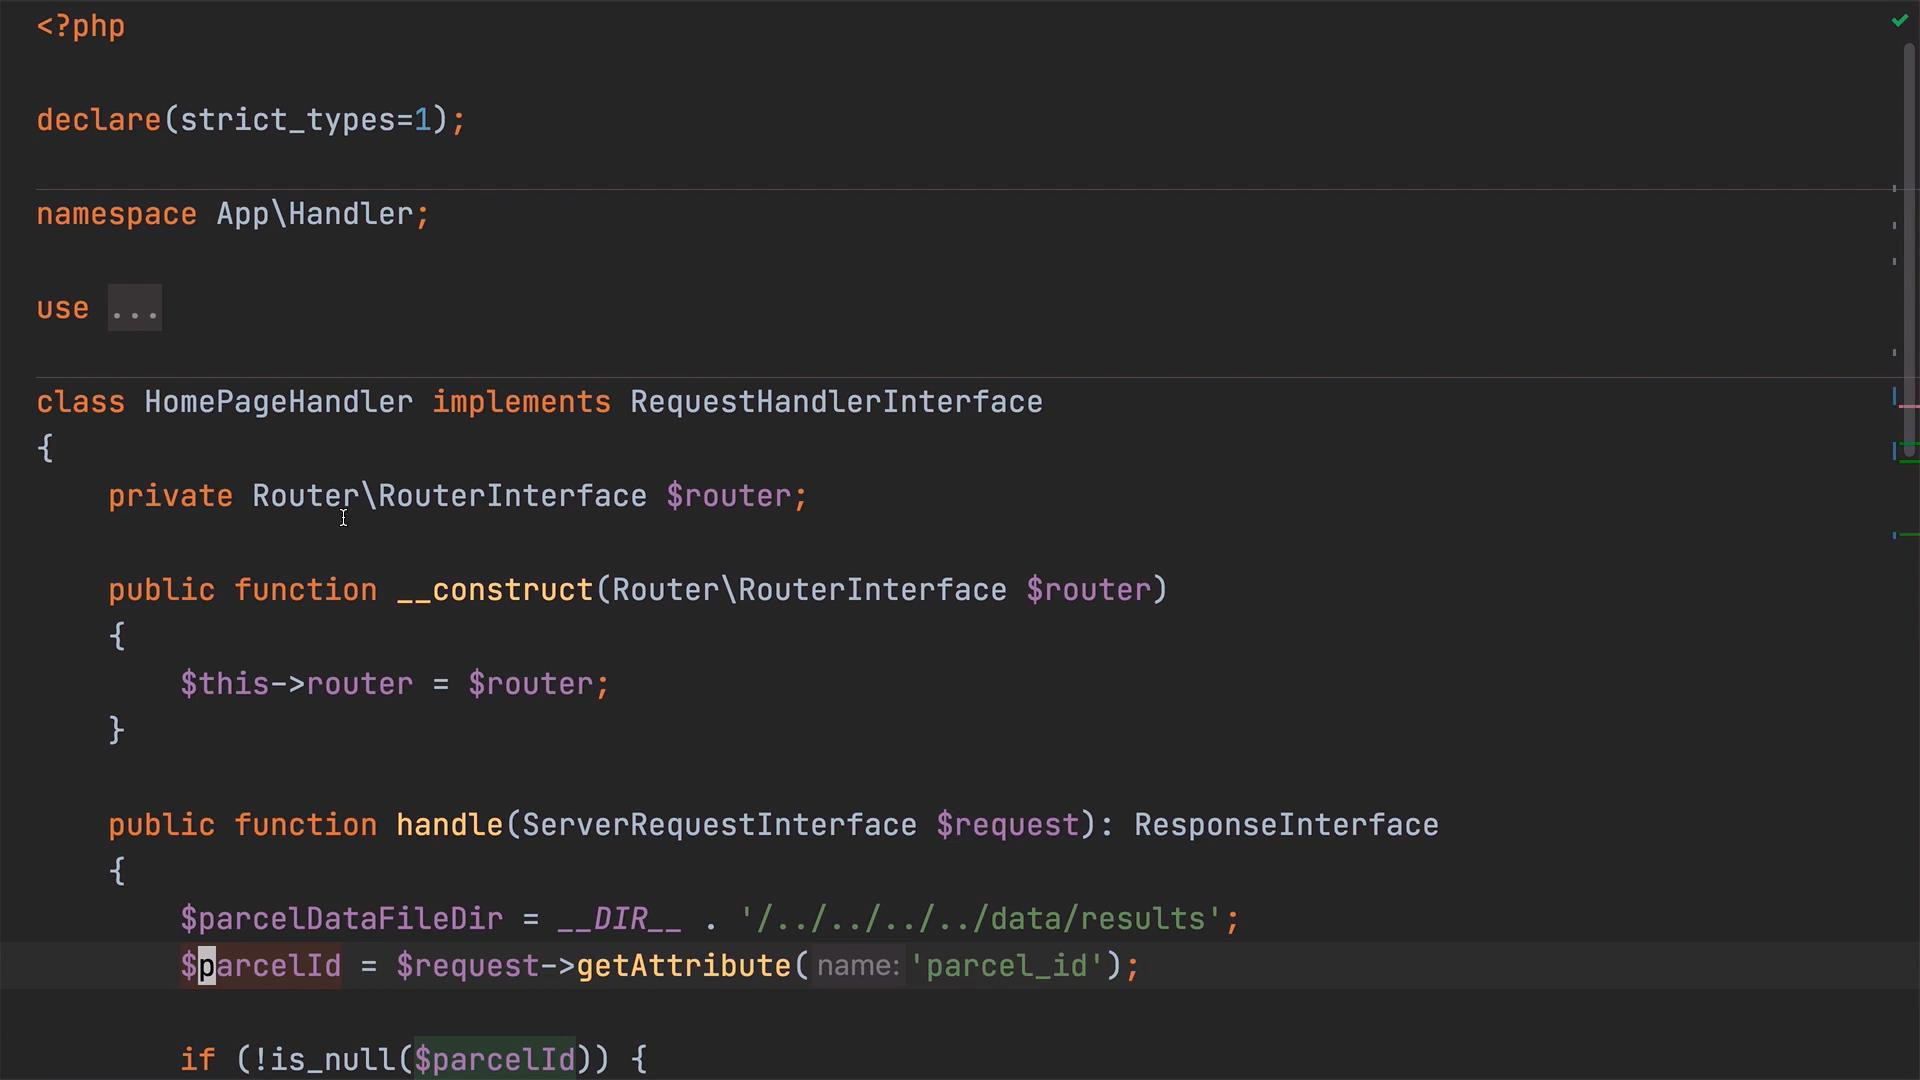 <?php
declare(strict_types=1);
namespace App\Handler;
use ...
class HomePageHandler implements RequestHandlerInterface
{
    private Router\RouterInterface $router;
    public function __construct(Router\RouterInterface $router)
    {
        $this->router = $router;
    }
    public function handle(ServerRequestInterface $request): ResponseInterface
    {
        $parcelDataFileDir = __DIR__ . '/../../../../data/results';
        $parcelId = $request->getAttribute( name: 'parcel_id');
        if (!is_null($parcelId)) {